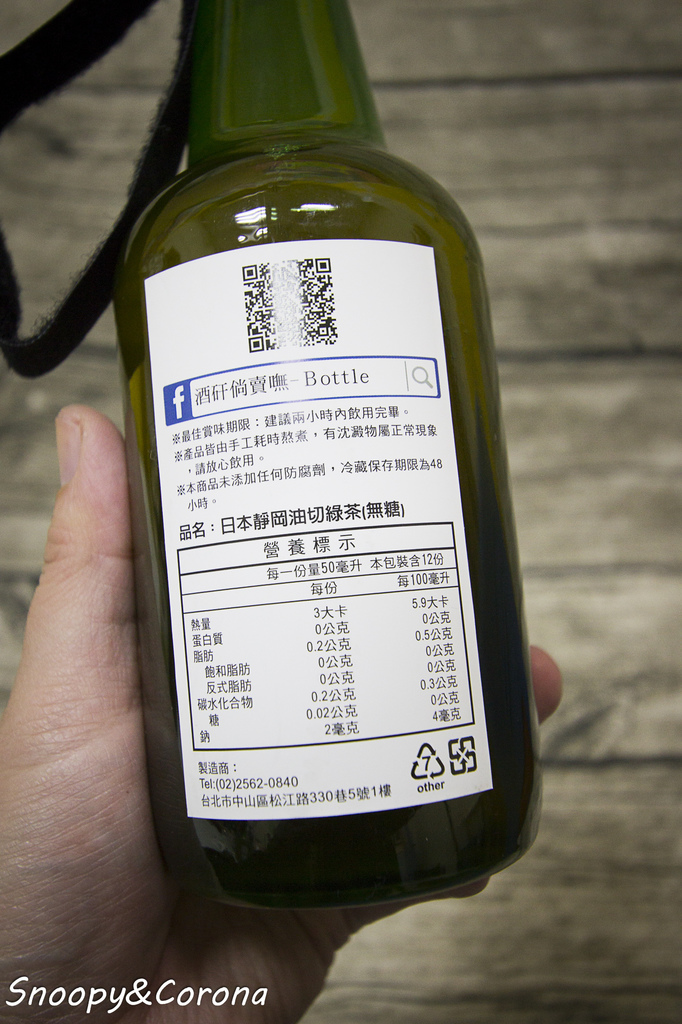 f 酒矸倘賣嘸-Bottle
※最佳賞味期限：建議兩小時內飲用完畢。
※產品皆由手工耗時熬煮，有沈澱物屬正常現象
，請放心飲用。
※本商品未添加任何防腐劑，冷藏保存期限為48
小時。
品名：日本靜岡油切綠茶(無糖)
營養標示
每一份量50毫升 本包裝含12份
每份 每100毫升
熱量 3大卡 5.9大卡
蛋白質 0公克 0公克
脂肪 0.2公克 0.5公克
飽和脂肪 0公克 0公克
反式脂肪 0公克 0公克
碳水化合物 0.2公克 0.3公克
糖 0.02公克 0公克
鈉 2毫克 4毫克
製造商：
Tel:(02)2562-0840
台北市中山區松江路330巷5號1樓
7
other
Snoopy&Corona